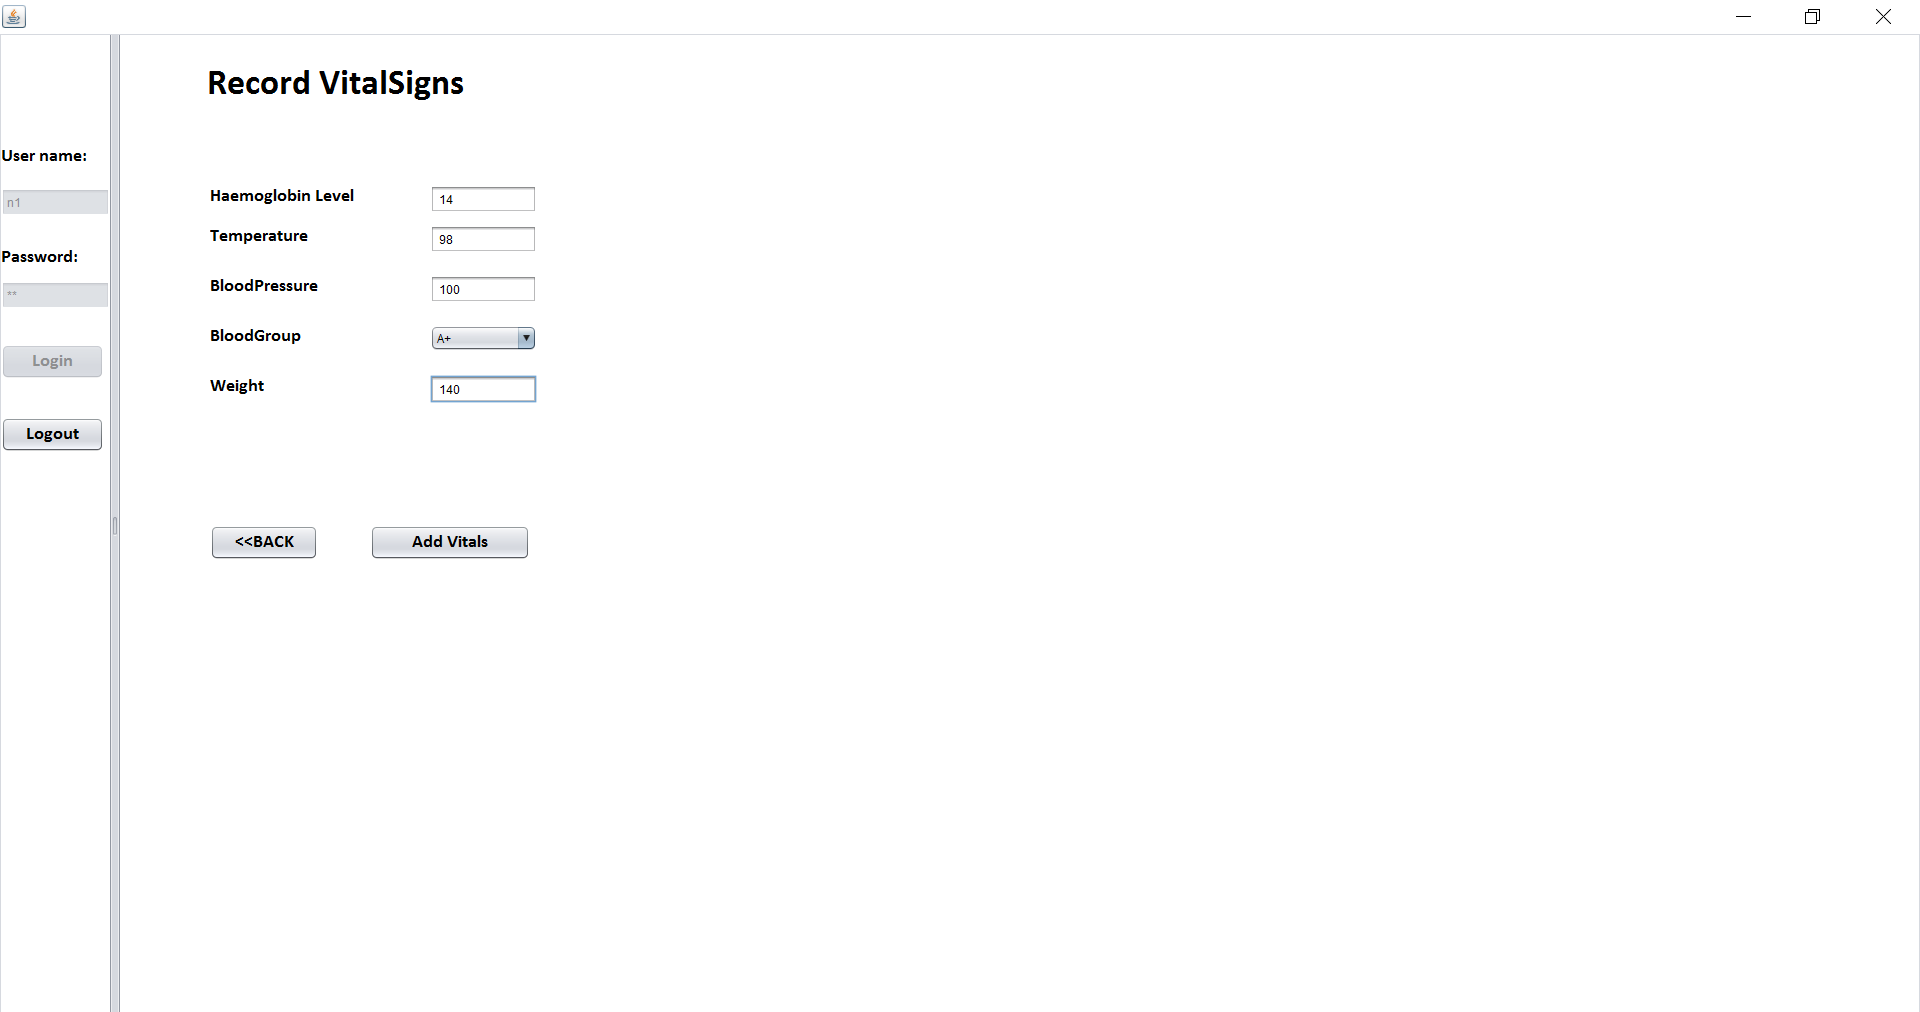 Record VitalSigns
User name:
n1
Password:
**
Login
Logout
Haemoglobin Level 14
Temperature 98
BloodPressure 100
BloodGroup A+
Weight 140
<<BACK Add Vitals